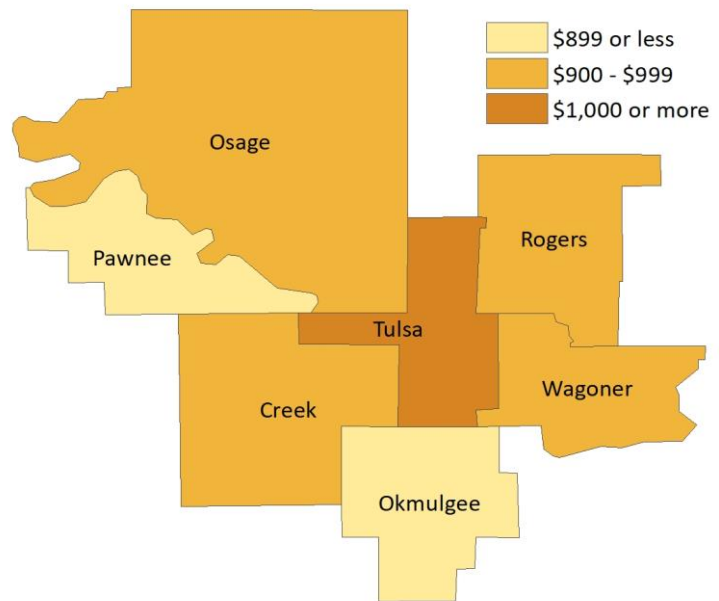 $899 or less
$900 - $999
$1,000 or more
Osage
Rogers
Pawnee
Tulsa
Wagoner
Creek
Okmulgee